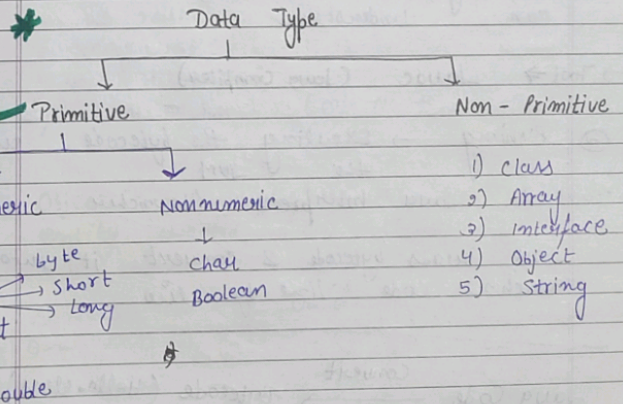 Data Type
Primitive
Non - Primitive
eric
Nonnumeric
byte
Short
Long
t
ouble
Char
Boolean
1) class
2) Array
3) Interface
4) Object
5) String